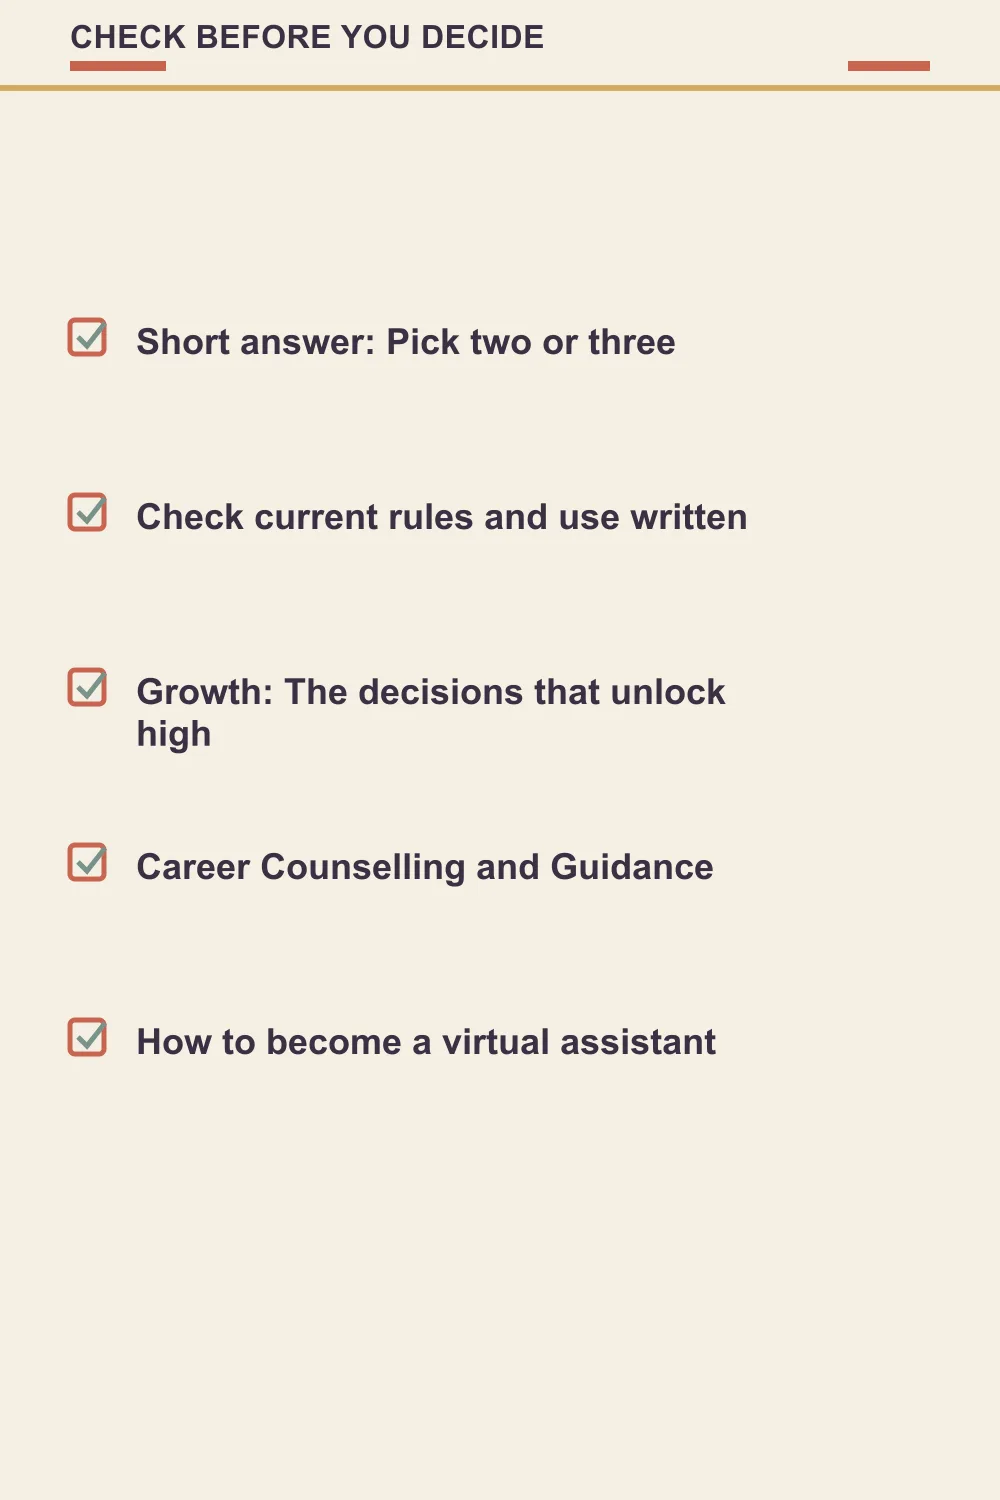 CHECK BEFORE YOU DECIDE
Short answer: Pick two or three
Check current rules and use written
Growth: The decisions that unlock
high
Career Counselling and Guidance
How to become a virtual assistant